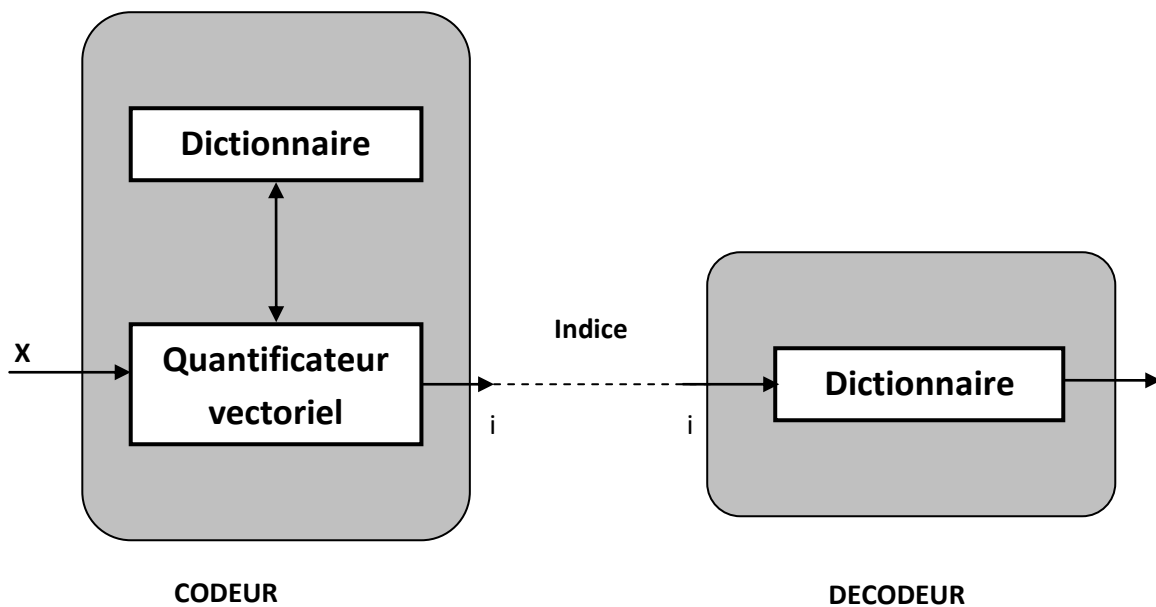 Dictionnaire
X
Quantificateur
vectoriel
i
Indice
i
Dictionnaire
CODEUR
DECODEUR